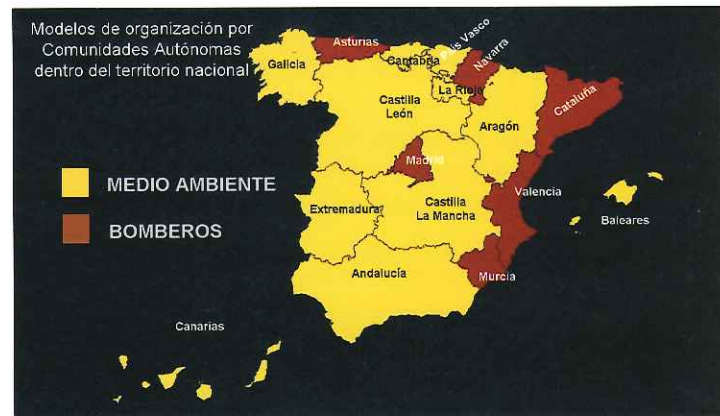 Modelos de organización por
Comunidades Autónomas
dentro del territorio nacional
Asturias
País Vasco
Navarra
Galicia
Cantabria
La Rioja
Cataluña
Castilla
León
Aragón
Madrid
MEDIO AMBIENTE
BOMBEROS
Extremadura
Castilla
La Mancha
Valencia
Baleares
Andalucía
Murcia
Canarias